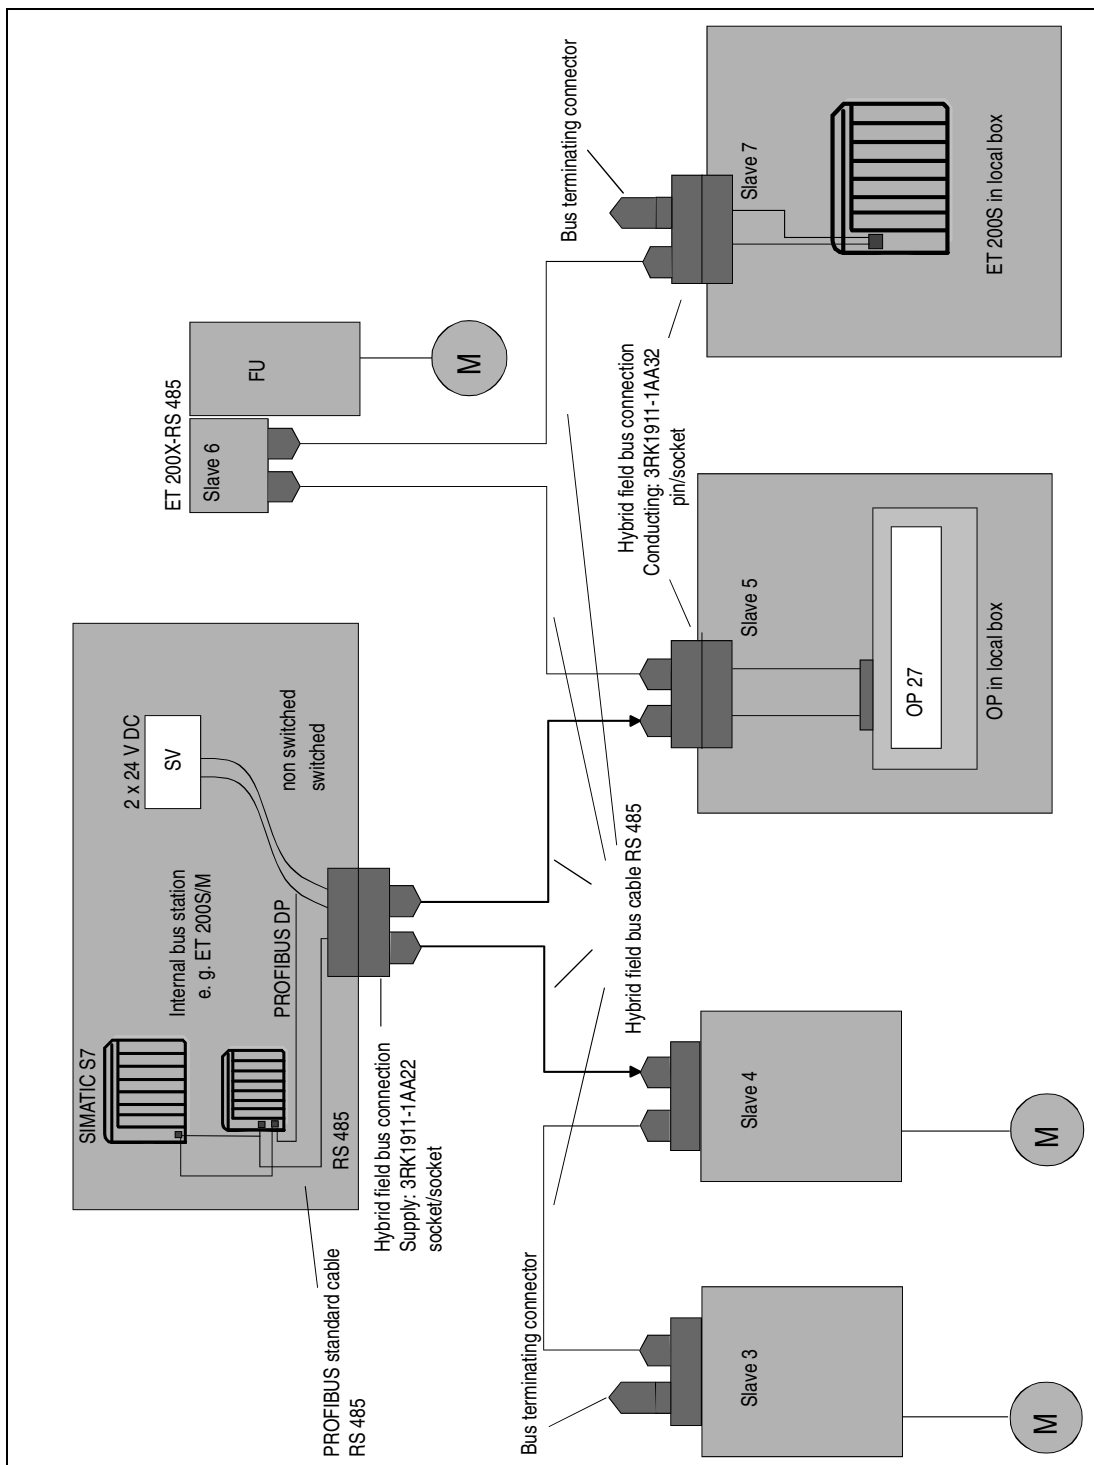 SIMATIC S7
Internal bus station
e. g. ET 200S/M
2 x 24 V DC
SV
non switched
switched
PROFIBUS DP
RS 485
PROFIBUS standard cable
RS 485
Hybrid field bus connection
Supply: 3RK1911-1AA22
socket/socket
ET 200X-RS 485
Slave 6
FU
M
Bus terminating connector
Slave 3
M
Slave 4
M
Hybrid field bus cable RS 485
Hybrid field bus connection
Conducting: 3RK1911-1AA32
pin/socket
Slave 5
OP 27
OP in local box
Bus terminating connector
Slave 7
ET 200S in local box